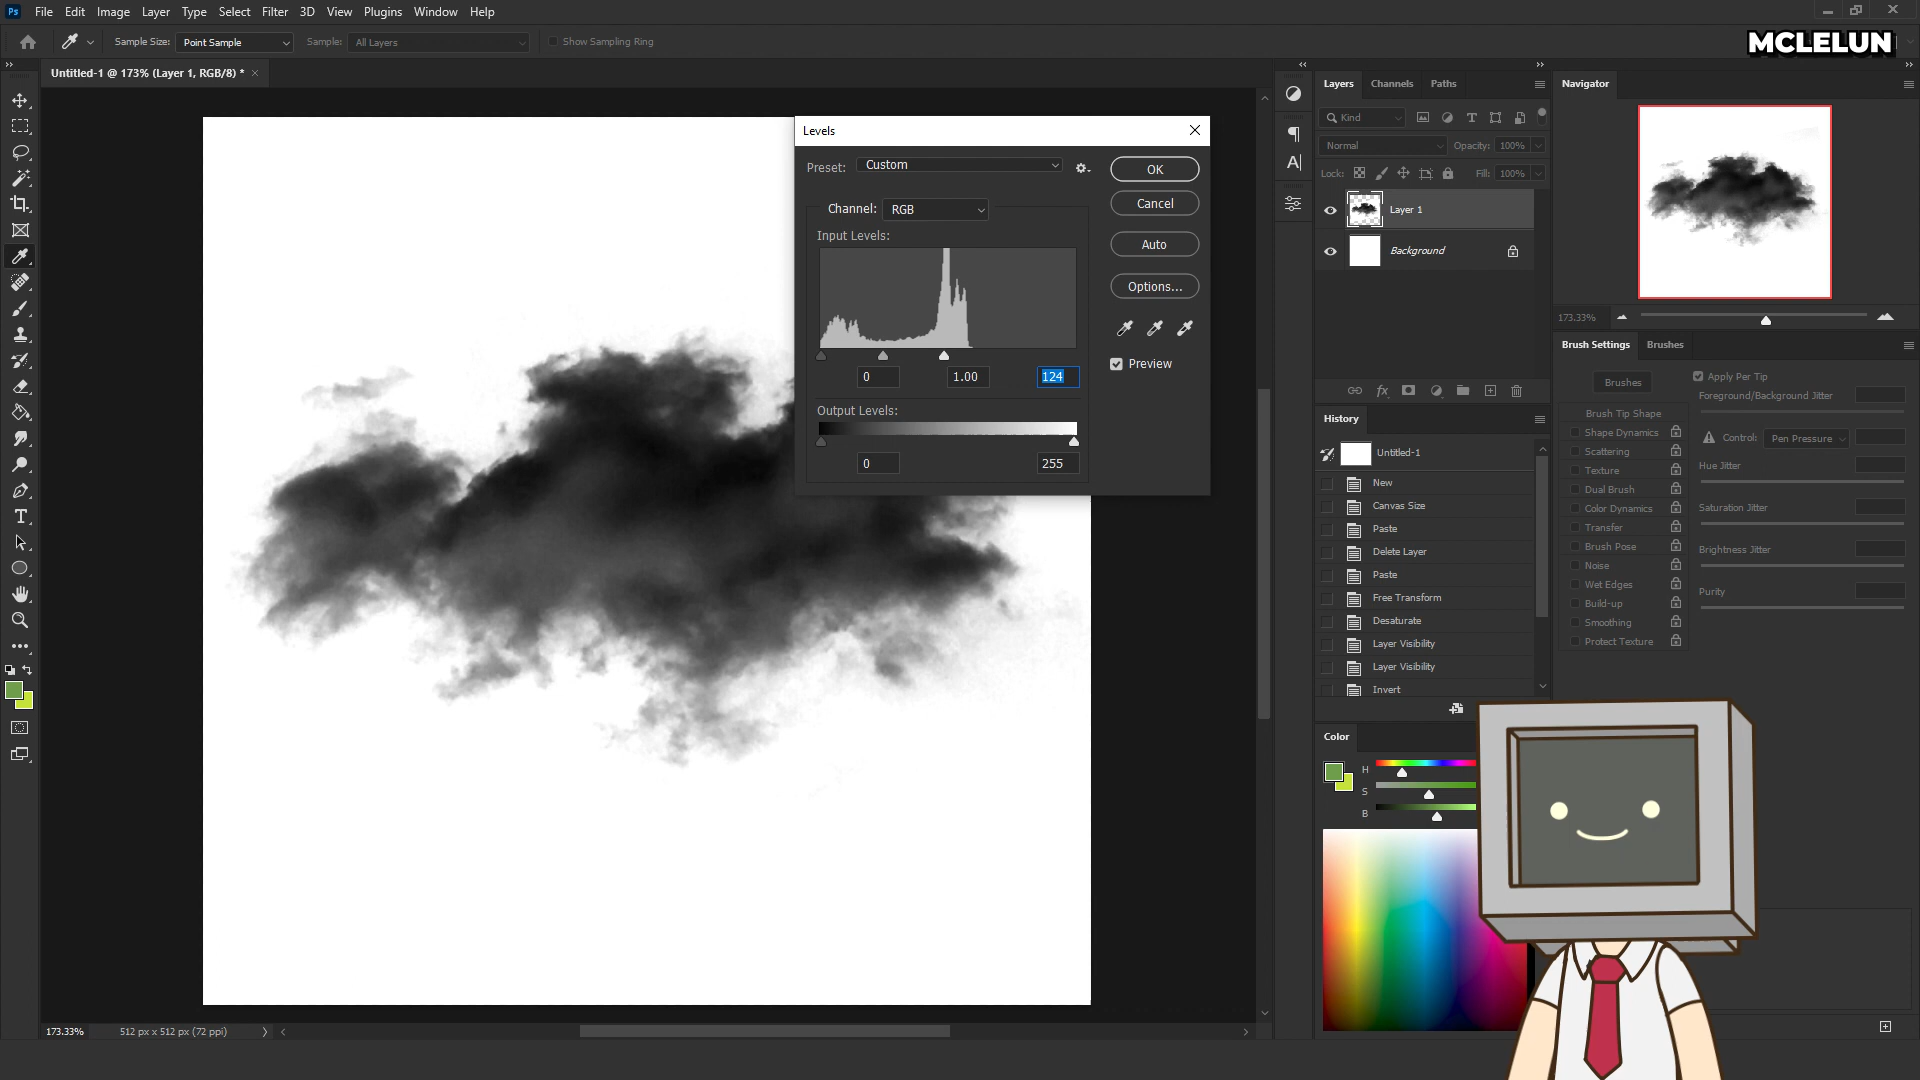 Ps File Edit Image Layer Type Select Filter 3D View Plugins Window Help
Sample Size: Point Sample Sample: All Layers Show Sampling Ring
MCLELUN
Untitled-1 @ 173% (Layer 1, RGB/8) *
Levels
Preset: Custom
OK
Cancel
Channel: RGB
Auto
Input Levels:
Options...
Preview
0 1.00 124
Output Levels:
0 255
Layers Channels Paths
Kind
Normal Opacity: 100%
Lock: Fill: 100%
Layer 1
Background
fx
History
Untitled-1
New
Canvas Size
Paste
Delete Layer
Paste
Free Transform
Desaturate
Layer Visibility
Layer Visibility
Invert
Color
H
S
B
Navigator
173.33%
Brush Settings Brushes
Brushes
Apply Per Tip
Foreground/Background Jitter
Brush Tip Shape
Shape Dynamics
Control: Pen Pressure
Scattering
Hue Jitter
Texture
Dual Brush
Saturation Jitter
Color Dynamics
Transfer
Brush Pose
Brightness Jitter
Noise
Wet Edges
Purity
Build-up
Smoothing
Protect Texture
173.33% 512 px x 512 px (72 ppi)